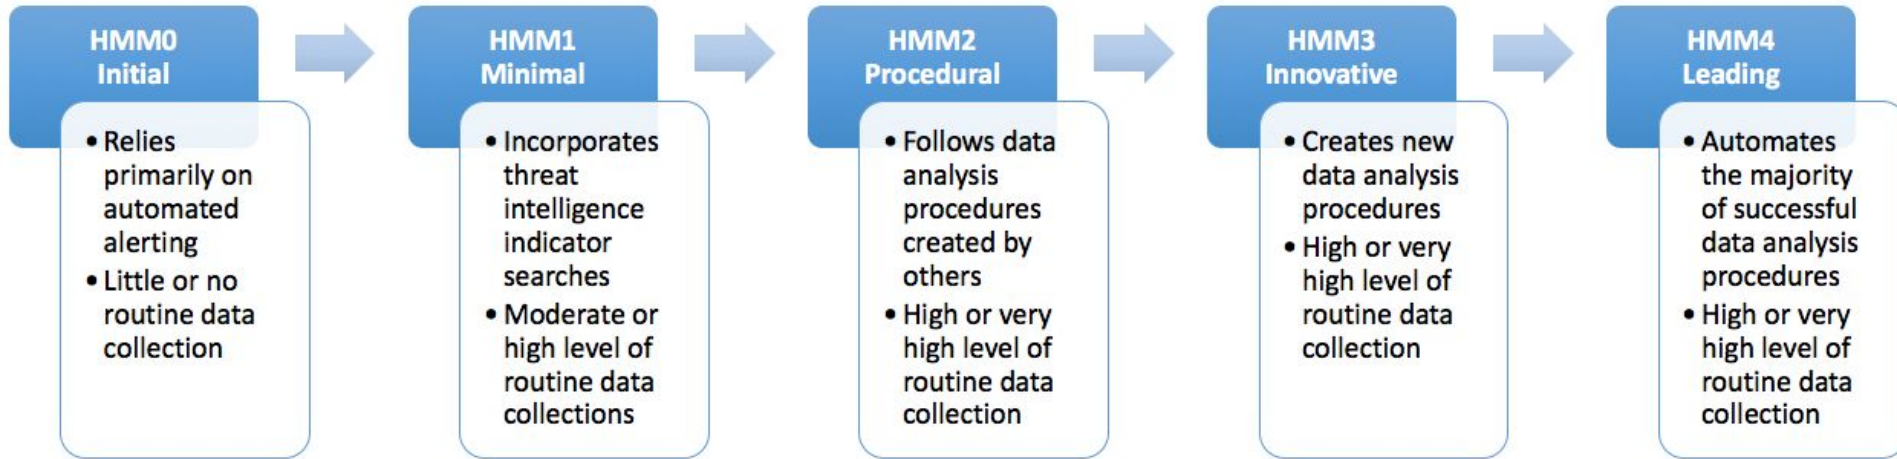 HMM0
Initial
• Relies
primarily on
automated
alerting
• Little or no
routine data
collection
HMM1
Minimal
• Incorporates
threat
intelligence
indicator
searches
• Moderate or
high level of
routine data
collections
HMM2
Procedural
• Follows data
analysis
procedures
created by
others
• High or very
high level of
routine data
collection
HMM3
Innovative
• Creates new
data analysis
procedures
• High or very
high level of
routine data
collection
HMM4
Leading
• Automates
the majority
of successful
data analysis
procedures
• High or very
high level of
routine data
collection